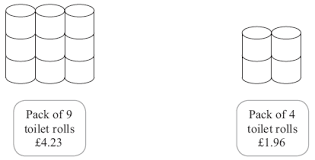 Pack of 9
toilet rolls
£4.23
Pack of 4
toilet rolls
£1.96